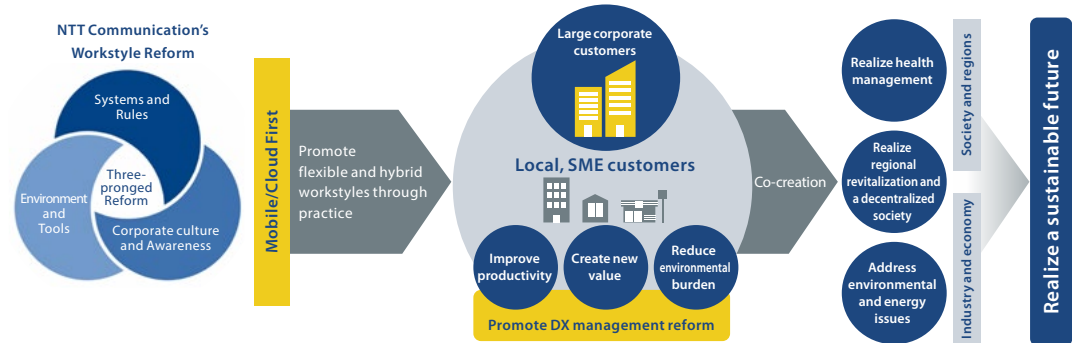 NTT Communication's
Workstyle Reform
Systems and
Rules
Three-
pronged
Reform
Environment
and
Tools
Corporate culture
and Awareness
Mobile/Cloud First
Promote
flexible and hybrid
workstyles through
practice
Large corporate
customers
Local, SME customers
Improve
productivity
Create new
value
Reduce
environmental
burden
Promote DX management reform
Co-creation
Realize health
management
Realize
regional
revitalization and
a decentralized
society
Address
environmental
and energy
issues
Society and regions
Industry and economy
Realize a sustainable future